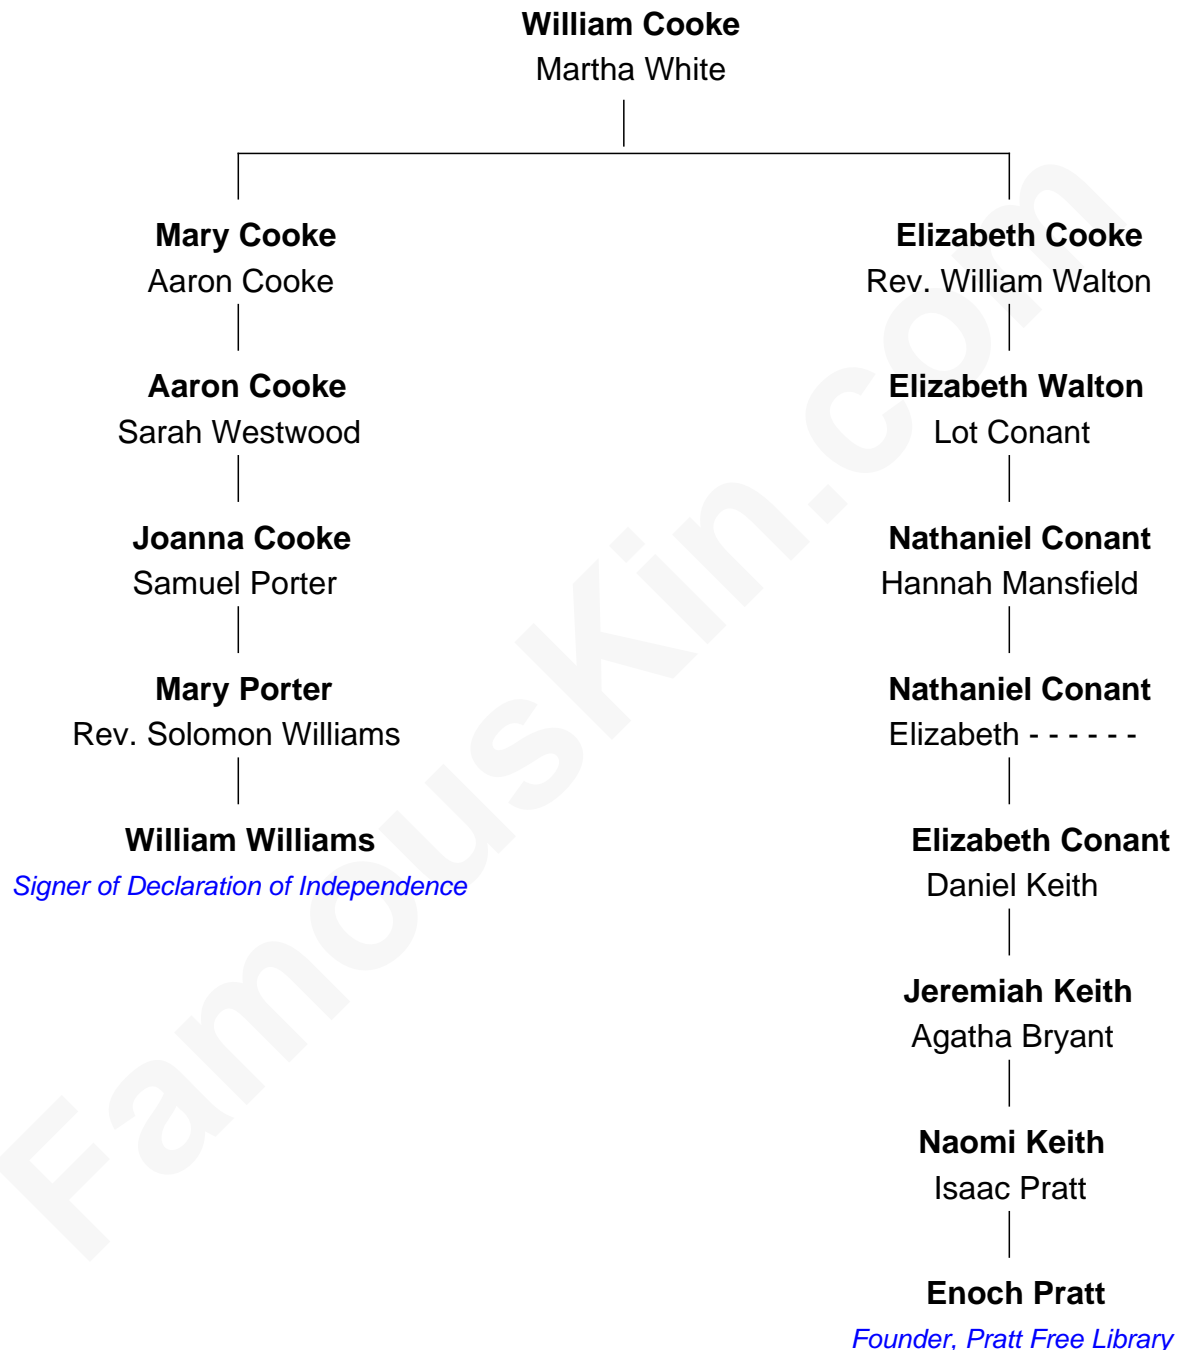 William Cooke
Martha White
Mary Cooke
Aaron Cooke
Elizabeth Cooke
Rev. William Walton
Aaron Cooke
Sarah Westwood
Elizabeth Walton
Lot Conant
Joanna Cooke
Samuel Porter
Nathaniel Conant
Hannah Mansfield
Mary Porter
Rev. Solomon Williams
Nathaniel Conant
Elizabeth - - - - - -
William Williams
Signer of Declaration of Independence
Elizabeth Conant
Daniel Keith
Jeremiah Keith
Agatha Bryant
Naomi Keith
Isaac Pratt
Enoch Pratt
Founder, Pratt Free Library
FamousKin.com